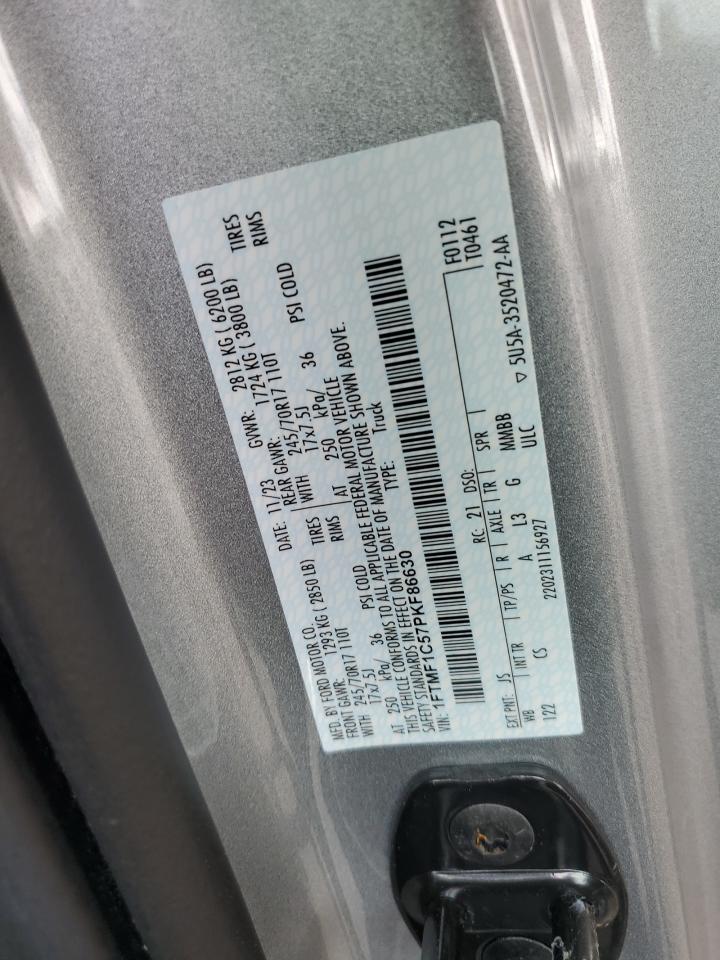 MFD. BY FORD MOTOR CO.
DATE: 11/23 GVWR: 2812 KG ( 6200 LB)
FRONT GAWR: 1293 KG ( 2850 LB) REAR GAWR: 1724 KG ( 3800 LB)
WITH 245/70R17 110T TIRES WITH 245/70R17 110T TIRES
17x7.5J RIMS 17x7.5J RIMS
AT 250 kPa/ 36 PSI COLD AT 250 kPa/ 36 PSI COLD
THIS VEHICLE CONFORMS TO ALL APPLICABLE FEDERAL MOTOR VEHICLE
SAFETY STANDARDS IN EFFECT ON THE DATE OF MANUFACTURE SHOWN ABOVE.
VIN: 1FTMF1C57PKF86630 TYPE: Truck
F0112
T0461
EXT PNT: JS RC: 21 DSO:
WB INT TR TP/PS R AXLE TR SPR
122 CS A L3 G MMBB
2202311156927 ULC ▽ 5U5A-3520472-AA